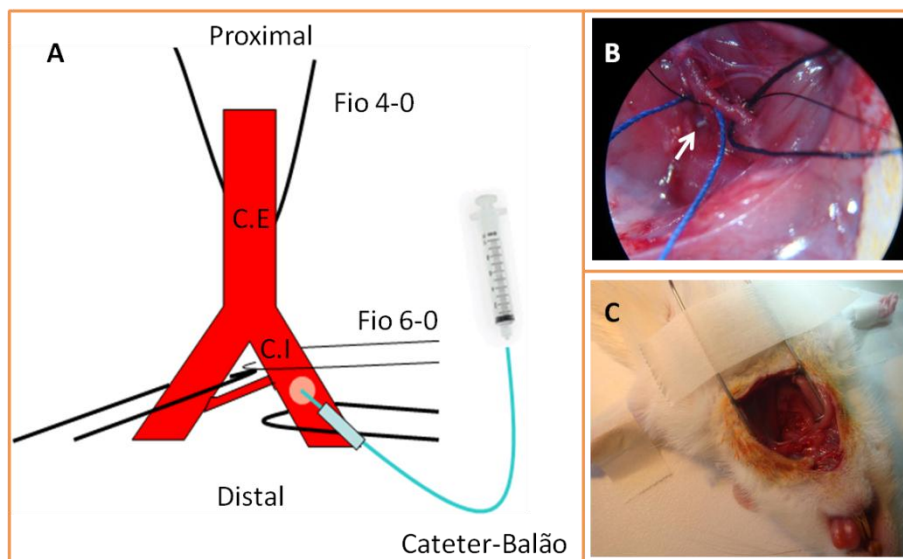 A
Proximal
Fio 4-0
C.E
Fio 6-0
C.I
Distal
Cateter-Balão
B
C